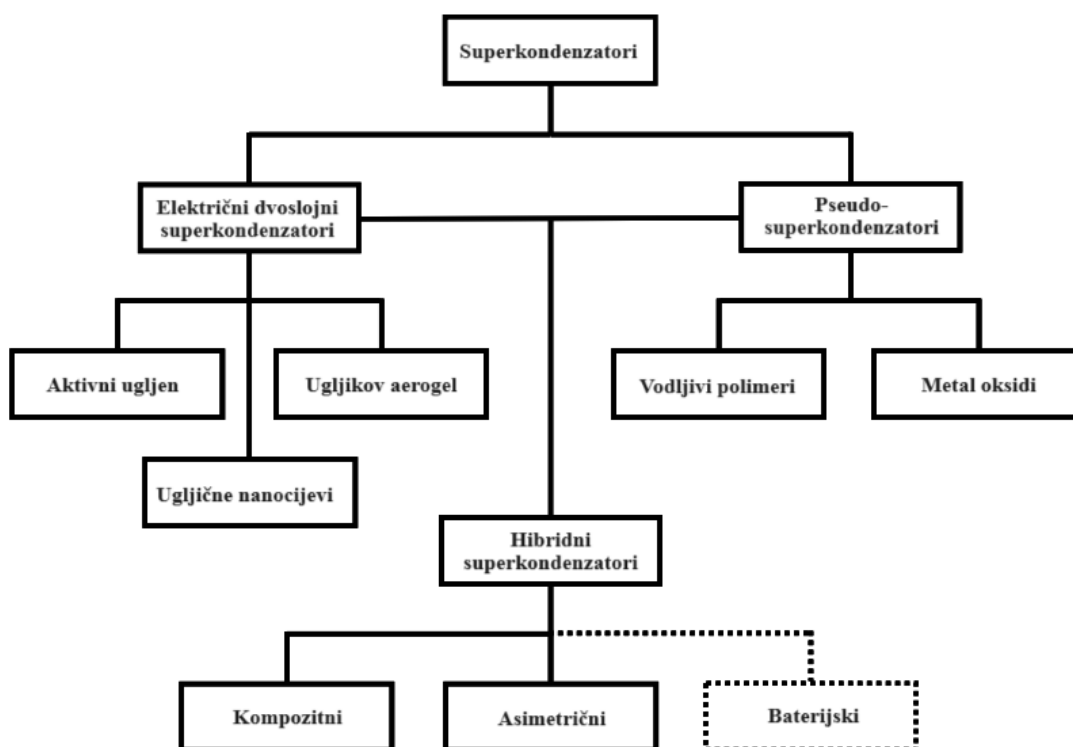 Superkondenzatori
Električni dvoslojni
superkondenzatori
Pseudo-
superkondenzatori
Aktivni ugljen
Ugljikov aerogel
Vodljivi polimeri
Metal oksidi
Ugljične nanocijevi
Hibridni
superkondenzatori
Kompozitni
Asimetrični
Baterijski